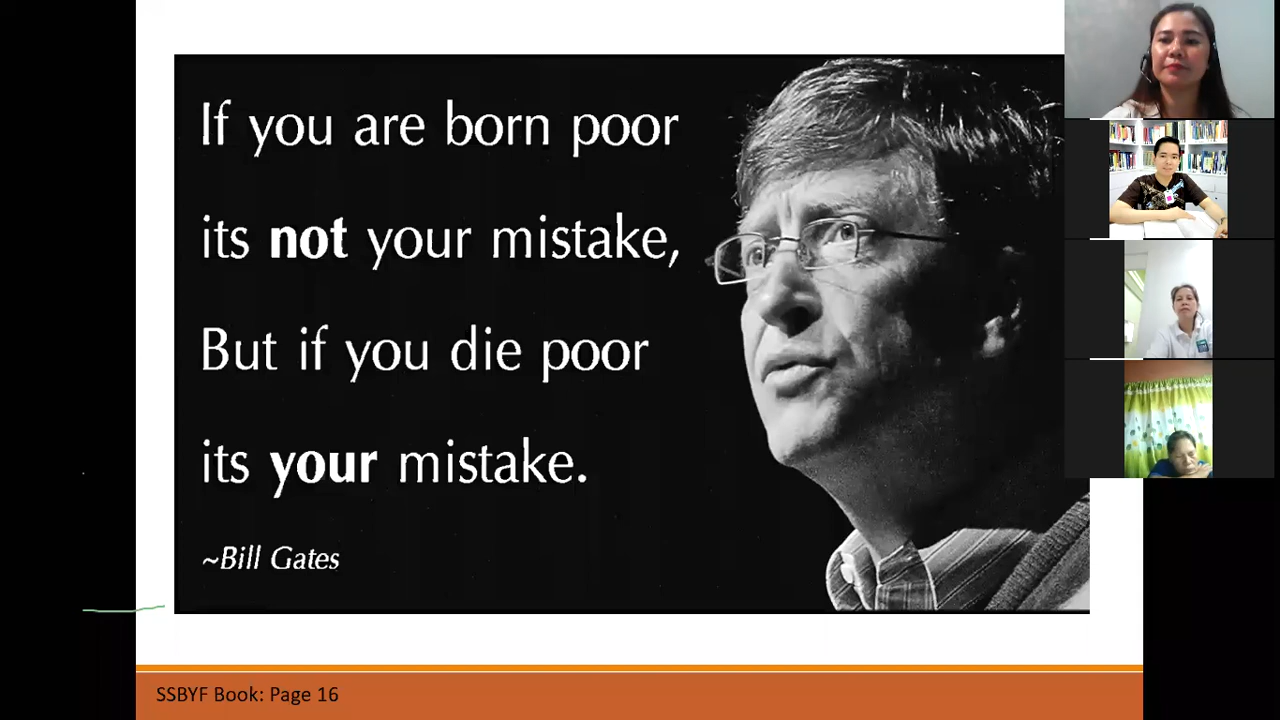 If you are born poor
its not your mistake,
But if you die poor
its your mistake.
~Bill Gates
SSBYF Book: Page 16